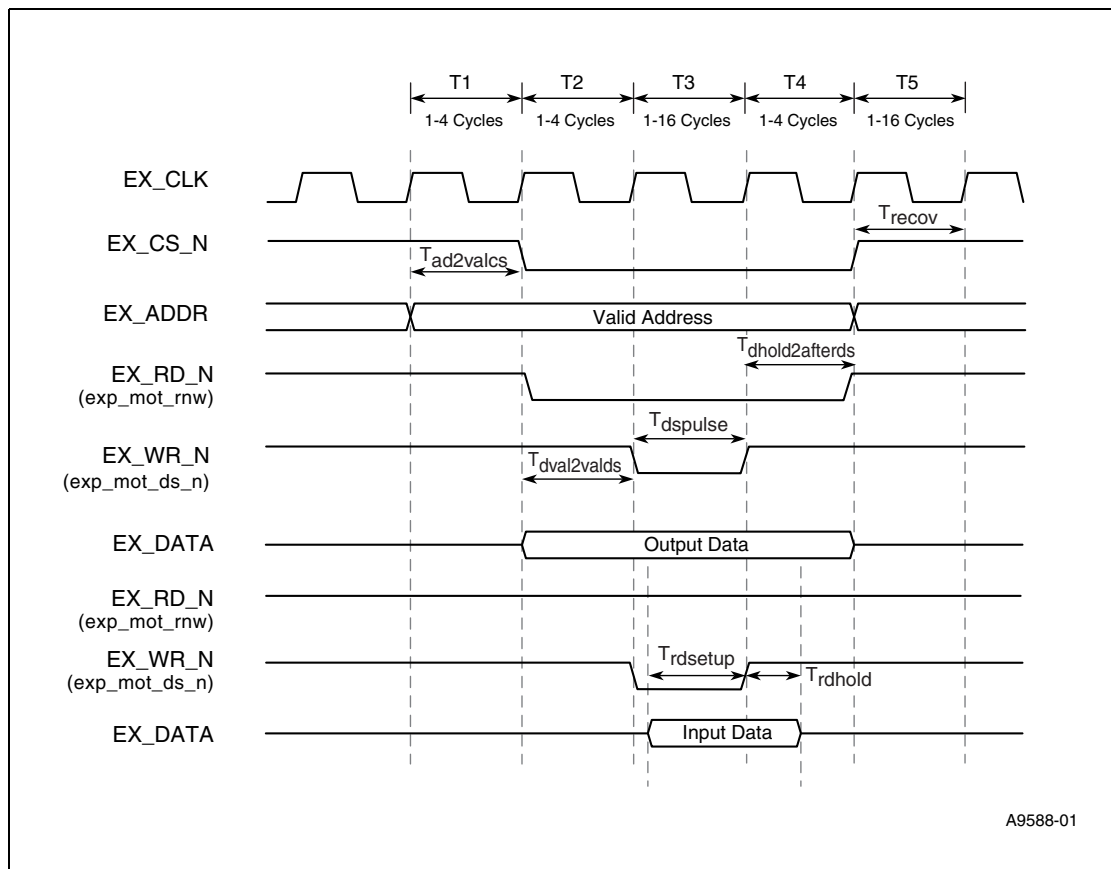 T1 T2 T3 T4 T5
1-4 Cycles 1-4 Cycles 1-16 Cycles 1-4 Cycles 1-16 Cycles
EX_CLK
Trecov
EX_CS_N
Tad2valcs
EX_ADDR
Valid Address
Tdhold2afterds
EX_RD_N
(exp_mot_rnw)
Tdspulse
EX_WR_N
Tdval2valds
(exp_mot_ds_n)
EX_DATA
Output Data
EX_RD_N
(exp_mot_rnw)
EX_WR_N
Trdsetup
(exp_mot_ds_n)
Trdhold
EX_DATA
Input Data
A9588-01